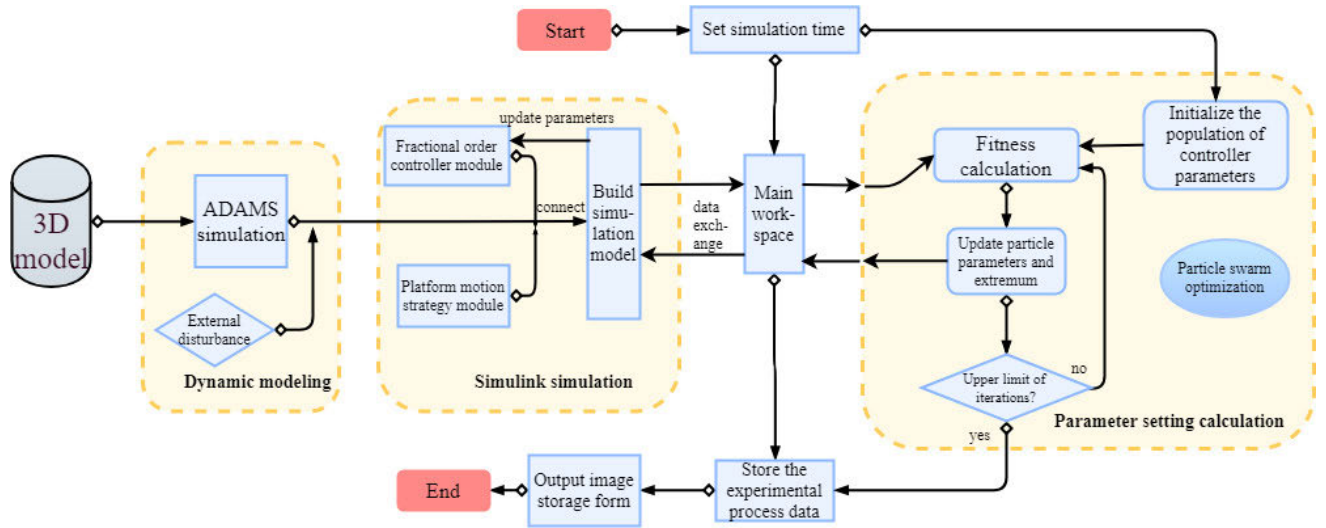 Start
Set simulation time
3D
model
ADAMS
simulation
External
disturbance
Dynamic modeling
update parameters
Fractional order
controller module
connect
Platform motion
strategy module
Build
simu-
lation
model
Simulink simulation
data
exch-
ange
Main
work-
space
Fitness
calculation
Initialize the
population of
controller
parameters
Update particle
parameters and
extremum
Particle swarm
optimization
Upper limit of
iterations?
no
yes
Parameter setting calculation
End
Output image
storage form
Store the
experimental
process data